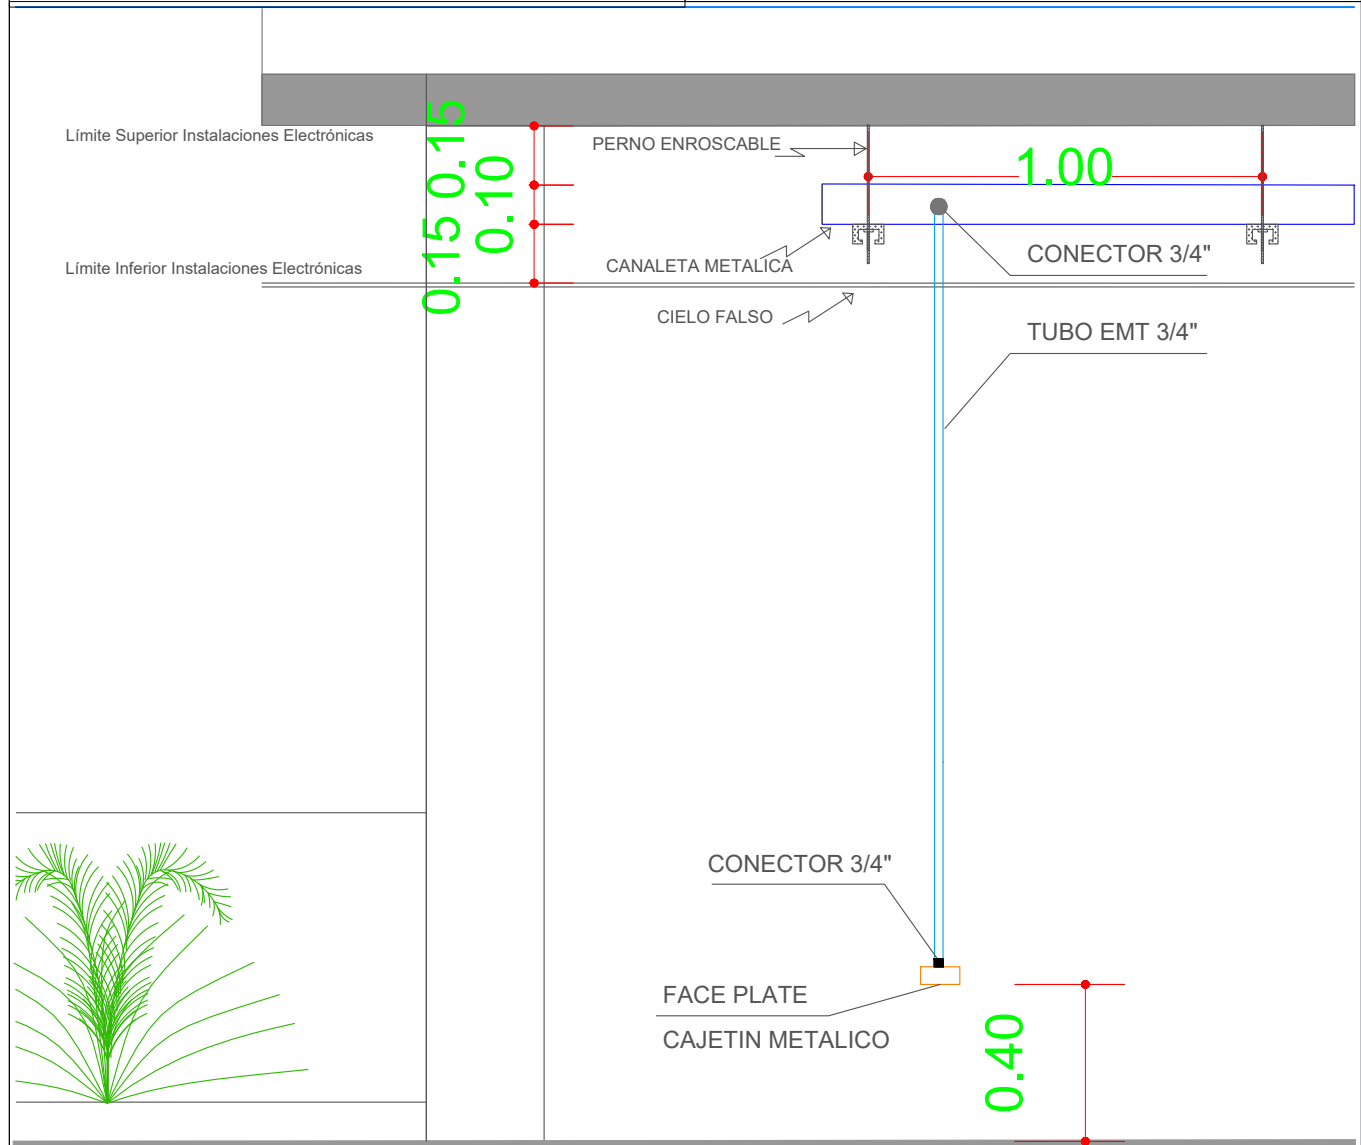 Límite Superior Instalaciones Electrónicas
0.15
PERNO ENROSCABLE
1.00
0.10
0.15
CONECTOR 3/4"
CANALETA METALICA
Límite Inferior Instalaciones Electrónicas
CIELO FALSO
TUBO EMT 3/4"
CONECTOR 3/4"
FACE PLATE
CAJETIN METALICO
0.40